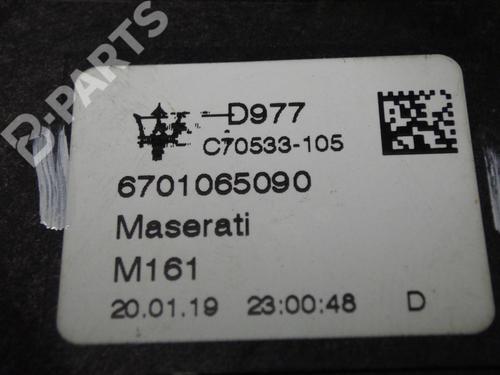 B-PARTS
D977
C70533-105
6701065090
Maserati
M161
20.01.19 23:00:48 D